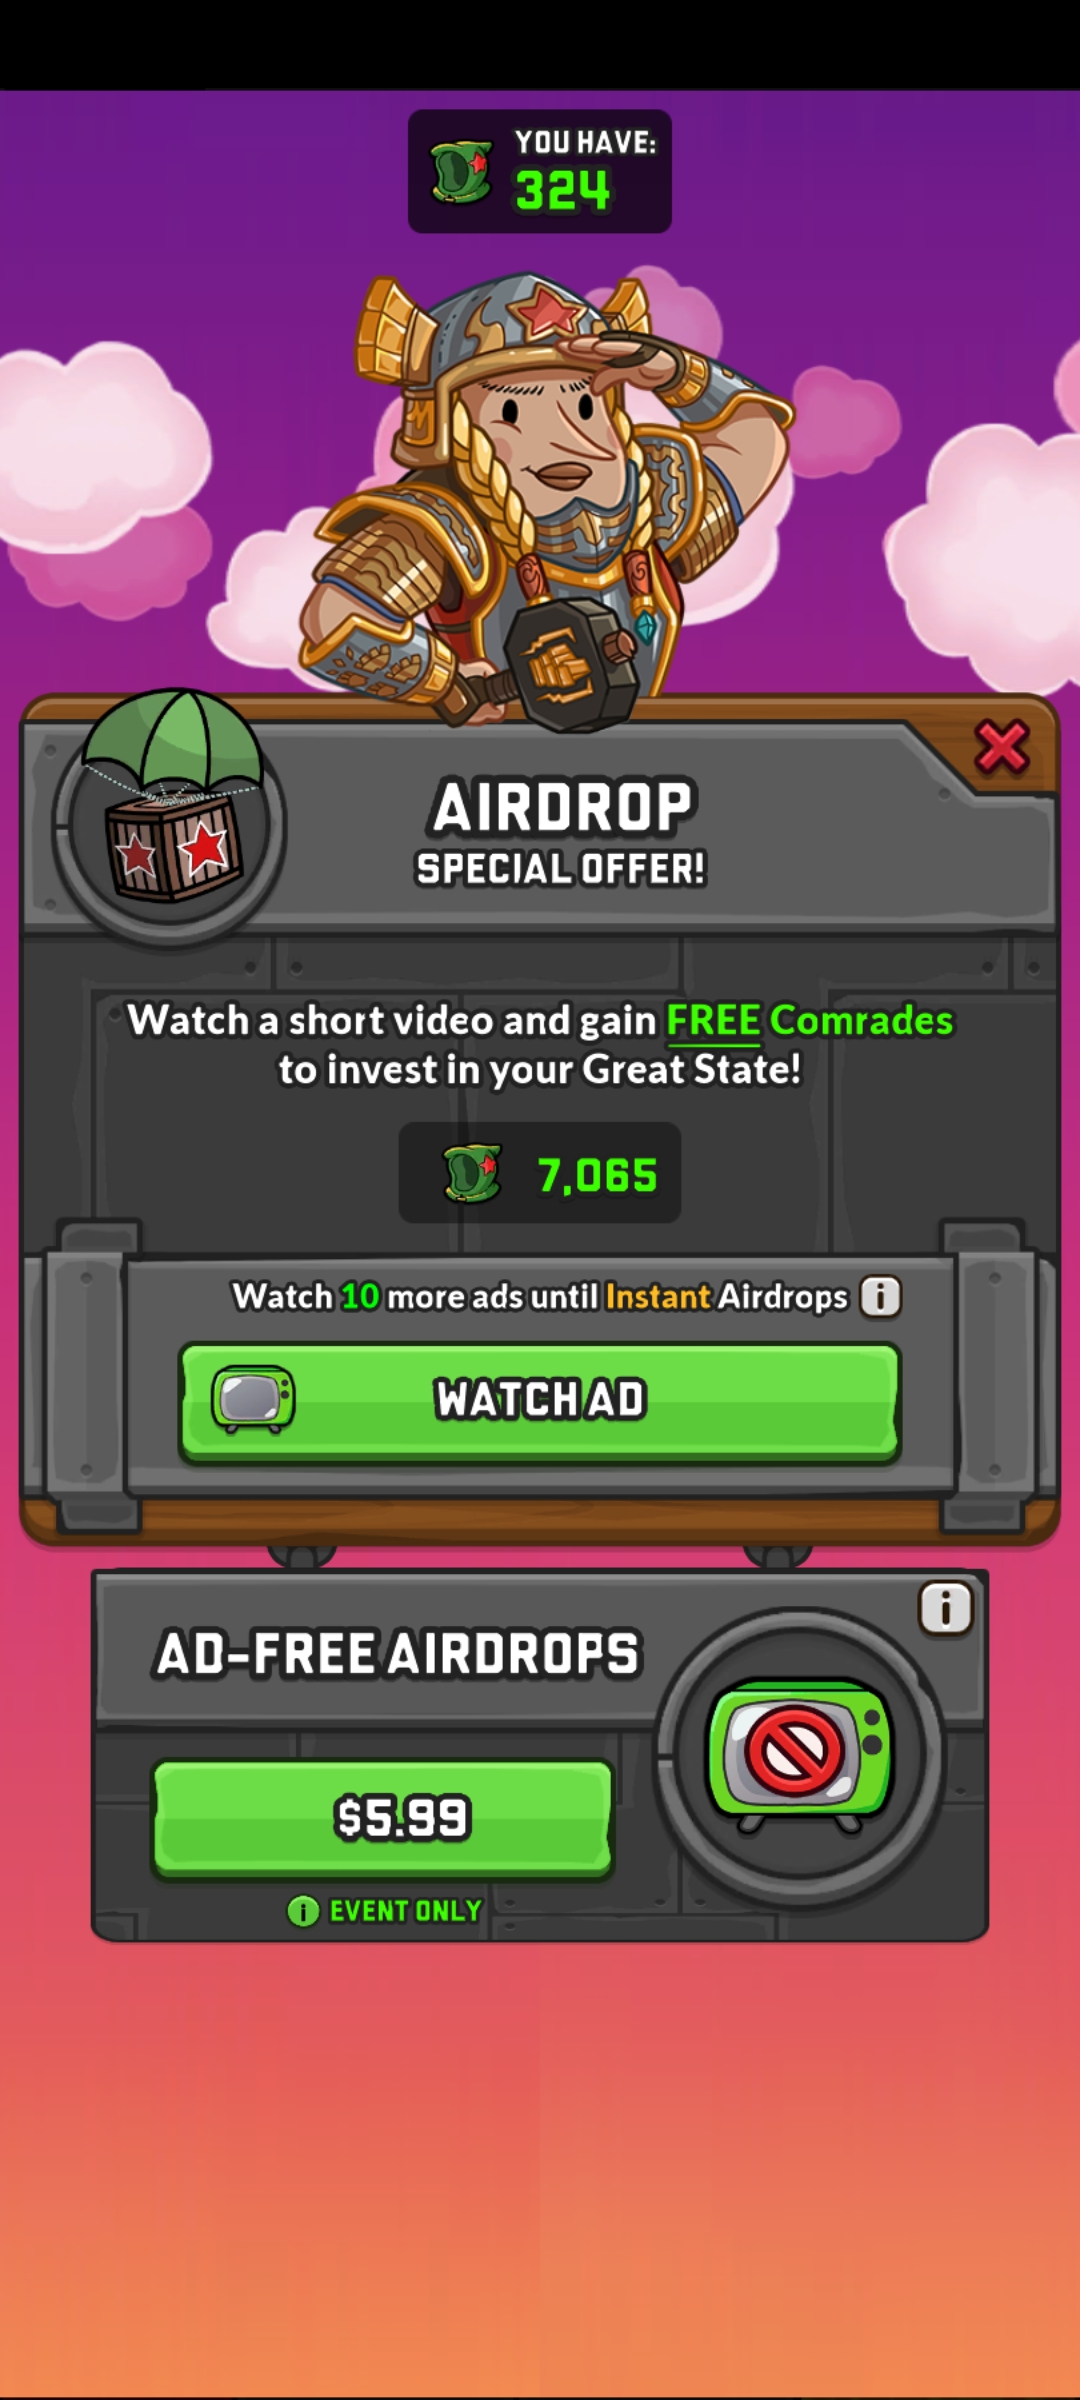 YOU HAVE:
324
AIRDROP
SPECIAL OFFER!
Watch a short video and gain FREE Comrades
to invest in your Great State!
7,065
Watch 10 more ads until Instant Airdrops i
WATCH AD
i
AD-FREE AIRDROPS
$5.99
i EVENT ONLY